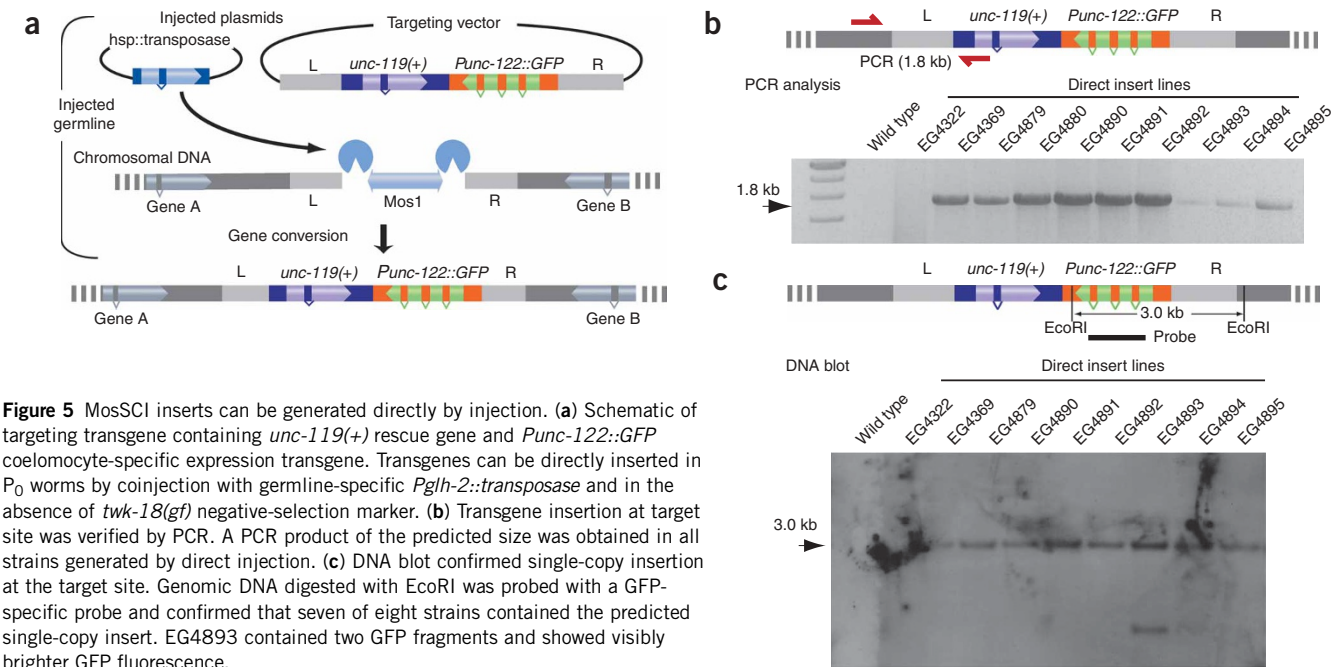 a
Injected plasmids
hsp::transposase
Targeting vector
L unc-119(+) Punc-122::GFP R
Injected
germline
Chromosomal DNA
Gene A L Mos1 R Gene B
Gene conversion
L unc-119(+) Punc-122::GFP R
Gene A Gene B
Figure 5 MosSCI inserts can be generated directly by injection. (a) Schematic of
targeting transgene containing unc-119(+) rescue gene and Punc-122::GFP
coelomocyte-specific expression transgene. Transgenes can be directly inserted in
P0 worms by coinjection with germline-specific Pglh-2::transposase and in the
absence of twk-18(gf) negative-selection marker. (b) Transgene insertion at target
site was verified by PCR. A PCR product of the predicted size was obtained in all
strains generated by direct injection. (c) DNA blot confirmed single-copy insertion
at the target site. Genomic DNA digested with EcoRI was probed with a GFP-
specific probe and confirmed that seven of eight strains contained the predicted
single-copy insert. EG4893 contained two GFP fragments and showed visibly
brighter GFP fluorescence.
b
L unc-119(+) Punc-122::GFP R
PCR (1.8 kb)
PCR analysis Direct insert lines
Wild type EG4322 EG4369 EG4879 EG4880 EG4890 EG4891 EG4892 EG4893 EG4894 EG4895
1.8 kb
c
L unc-119(+) Punc-122::GFP R
EcoRI 3.0 kb EcoRI
Probe
DNA blot Direct insert lines
Wild type EG4322 EG4369 EG4879 EG4890 EG4891 EG4892 EG4893 EG4894 EG4895
3.0 kb